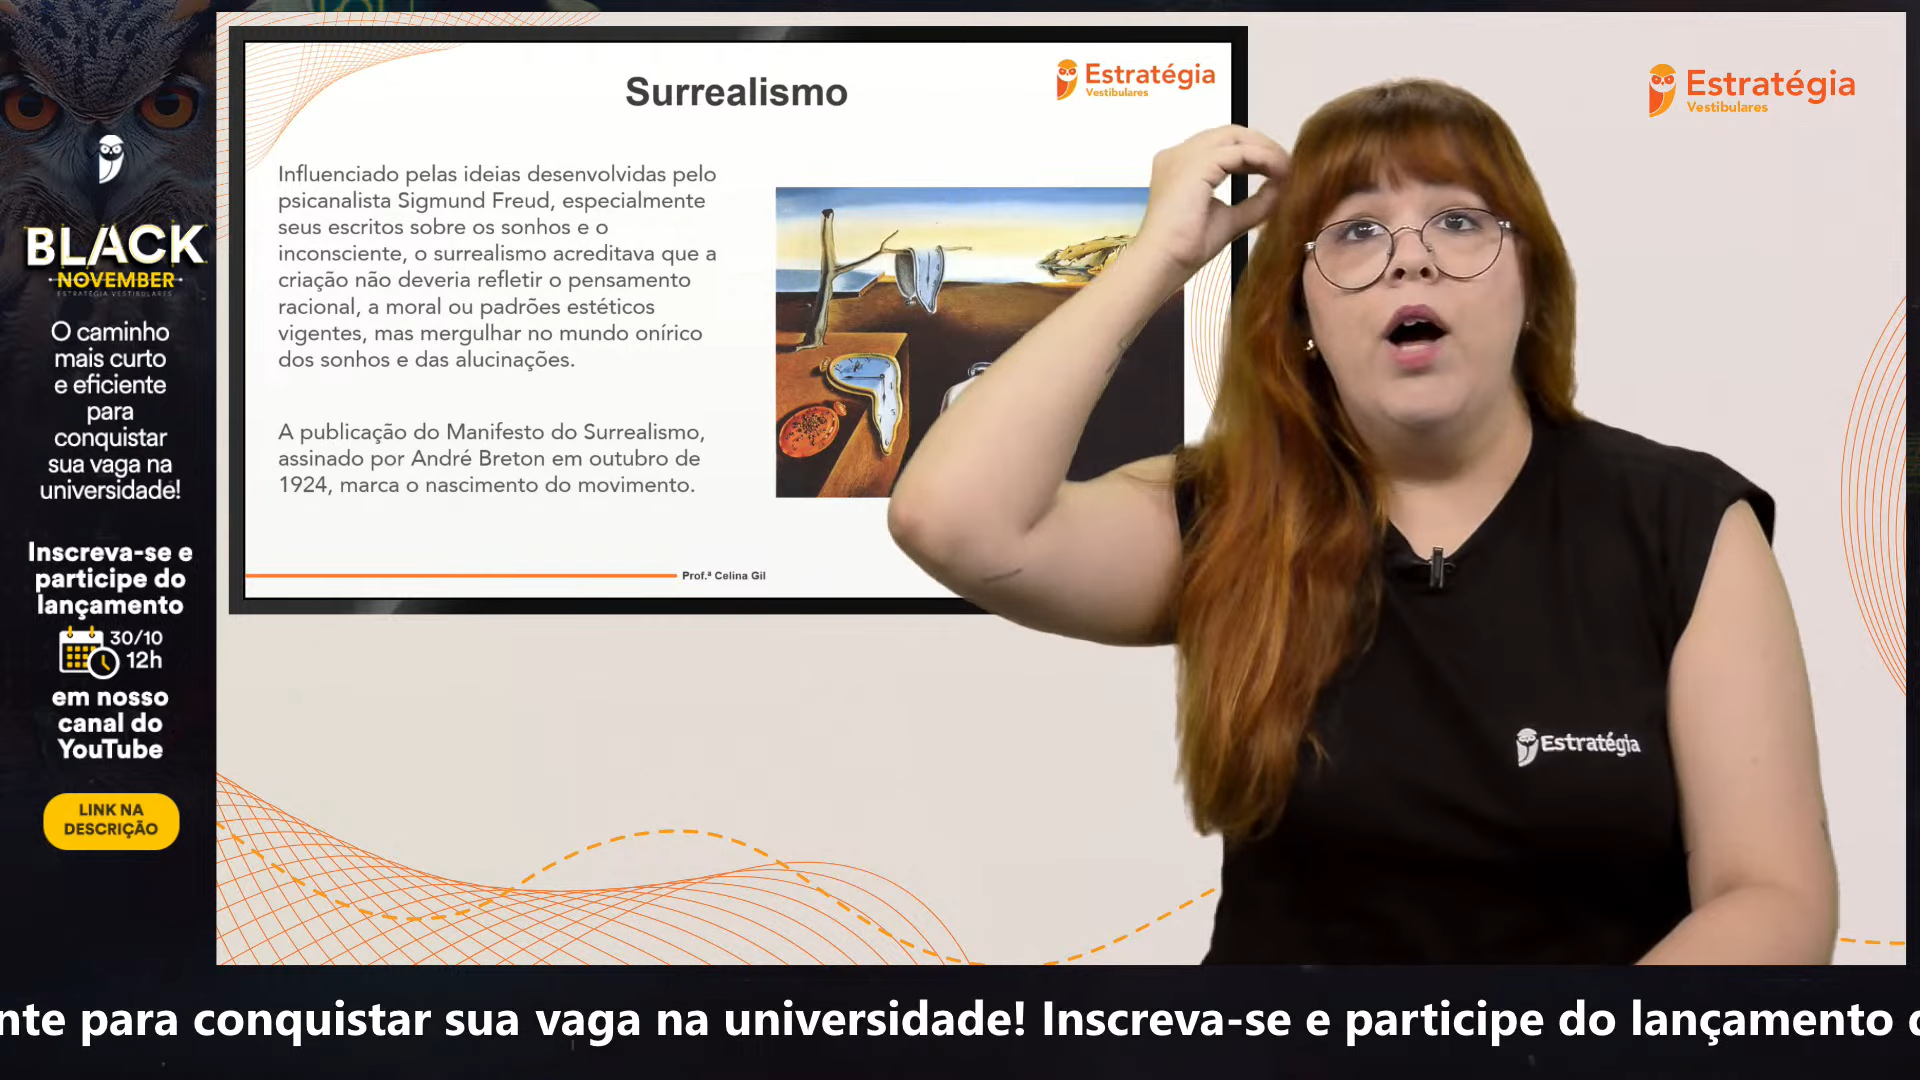 BLACK
NOVEMBER
ESTRATÉGIA VESTIBULARES
O caminho
mais curto
e eficiente
para
conquistar
sua vaga na
universidade!
Inscreva-se e
participe do
lançamento
30/10
12h
em nosso
canal do
YouTube
LINK NA
DESCRIÇÃO
Surrealismo
Estratégia
Vestibulares
Influenciado pelas ideias desenvolvidas pelo
psicanalista Sigmund Freud, especialmente
seus escritos sobre os sonhos e o
inconsciente, o surrealismo acreditava que a
criação não deveria refletir o pensamento
racional, a moral ou padrões estéticos
vigentes, mas mergulhar no mundo onírico
dos sonhos e das alucinações.
A publicação do Manifesto do Surrealismo,
assinado por André Breton em outubro de
1924, marca o nascimento do movimento.
Prof.ª Celina Gil
Estratégia
Vestibulares
Estratégia
nte para conquistar sua vaga na universidade! Inscreva-se e participe do lançamento